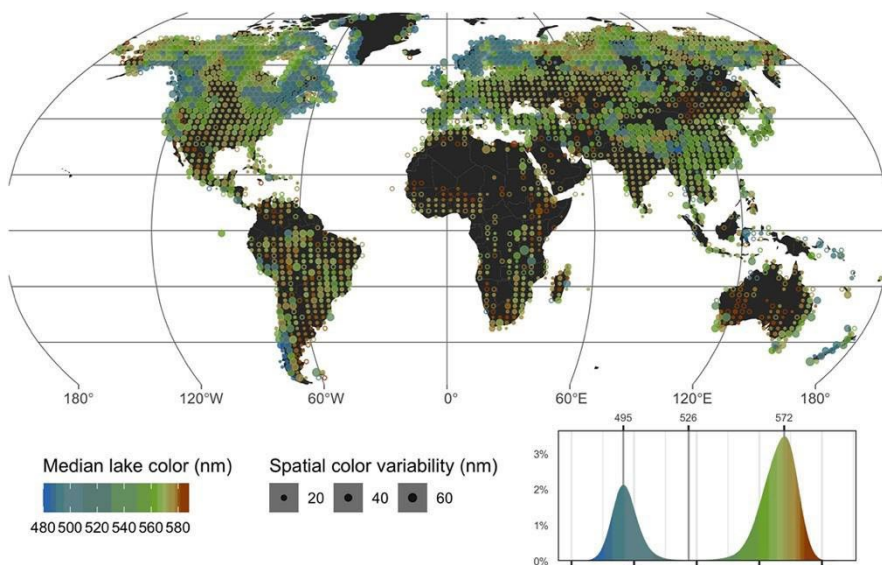 180° 120°W 60°W 0° 60°E 120°E 180°
Median lake color (nm)
480 500 520 540 560 580
Spatial color variability (nm)
20 40 60
495 526 572
3%
2%
1%
0%